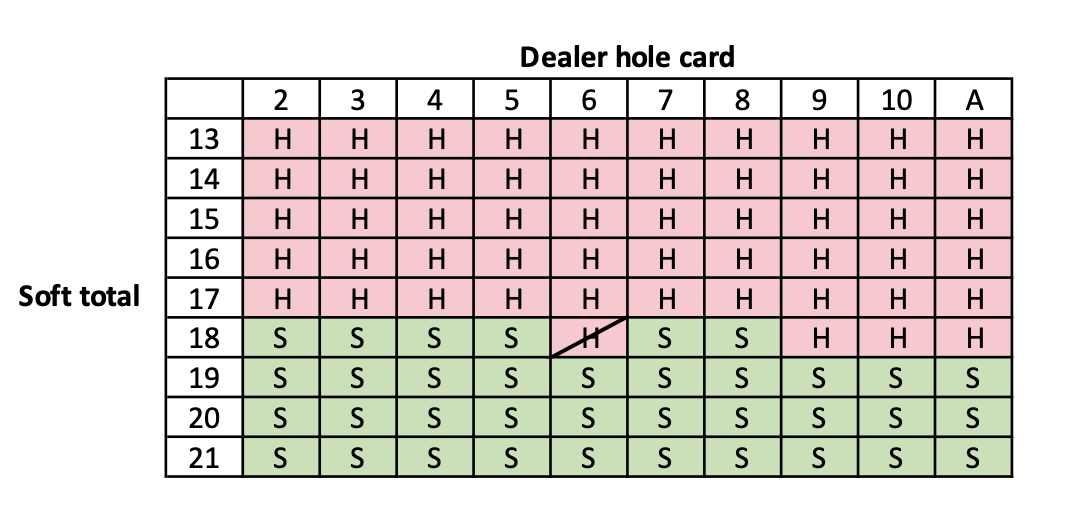 Dealer hole card
2 3 4 5 6 7 8 9 10 A
13 H H H H H H H H H H
14 H H H H H H H H H H
15 H H H H H H H H H H
16 H H H H H H H H H H
Soft total
17 H H H H H H H H H H
18 S S S S H S S H H H
19 S S S S S S S S S S
20 S S S S S S S S S S
21 S S S S S S S S S S